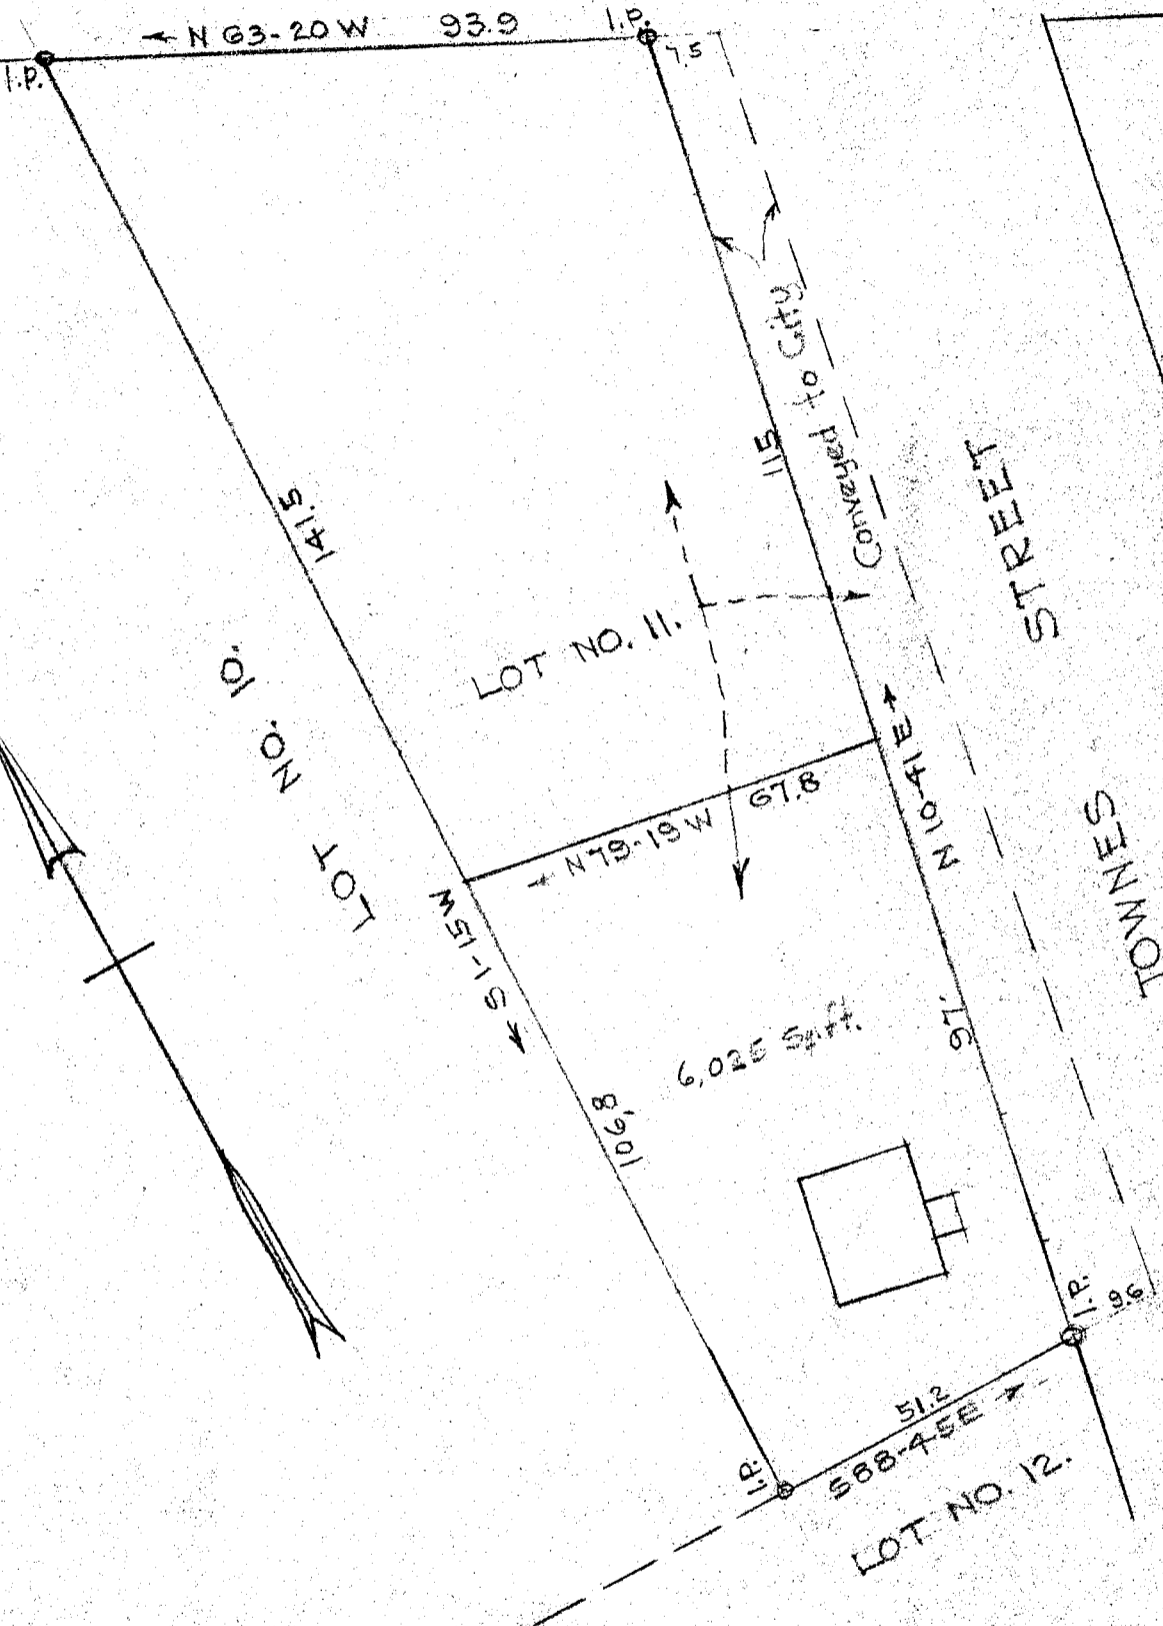 ← N 63-20 W 93.9
I.P.
I.P.
7.5
Conveyed to City
115
141.5
STREET
LOT NO. 11.
LOT NO. 10.
N 10-41 E →
67.8
← N 79-19 W
TOWNES
← S 1-15 W
97.
6,025 Sq.ft.
106.8
I.P.
9.6
51.2
S 88-45 E →
I.P.
LOT NO. 12.